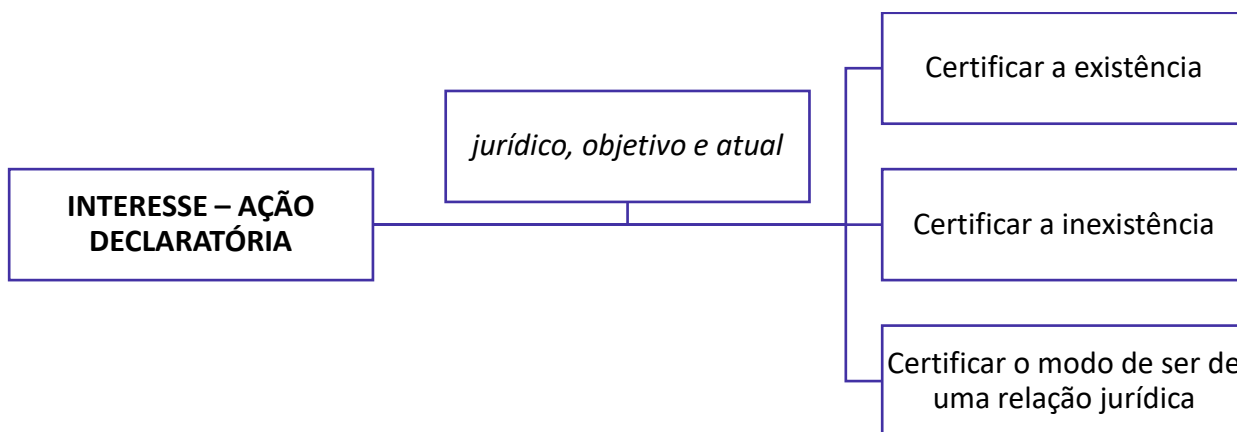 INTERESSE – AÇÃO
DECLARATÓRIA
jurídico, objetivo e atual
Certificar a existência
Certificar a inexistência
Certificar o modo de ser de
uma relação jurídica